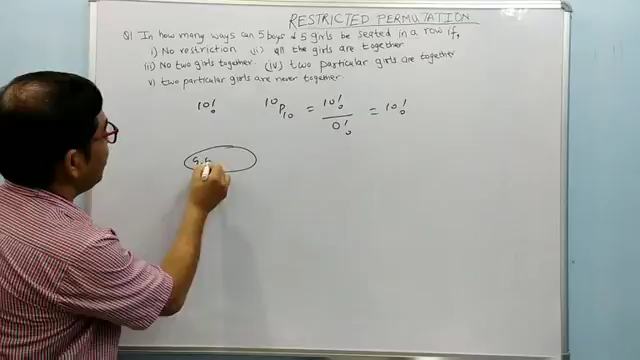 RESTRICTED PERMUTATION
Q1 In how many ways can 5 boys & 5 girls be seated in a row if,
i) No restriction (ii) All the girls are together
(iii) No two girls together. (iv) two particular girls are together
v) two particular girls are never together.
10! 10P10 = 10!/0! = 10!
G, G